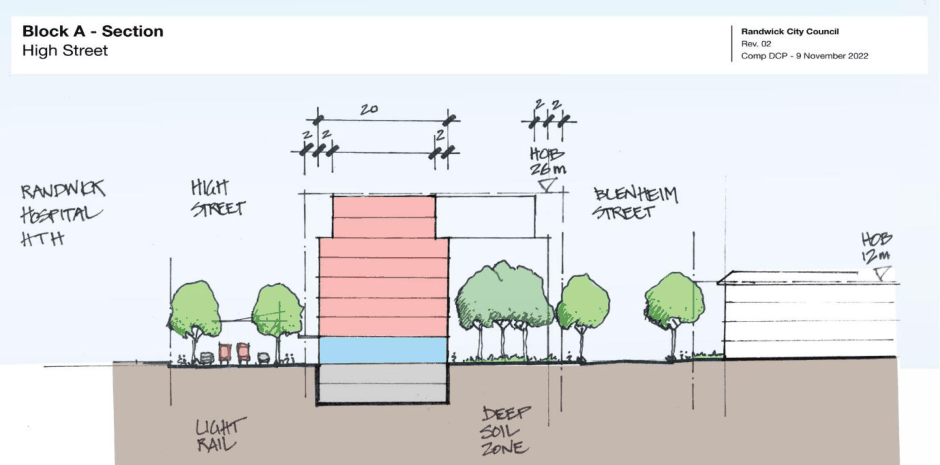 Block A - Section
High Street
Randwick City Council
Rev. 02
Comp DCP - 9 November 2022
20
2 2
2 2
2
HOB
26m
RANDWICK
HOSPITAL
HTH
HIGH
STREET
BLENHEIM
STREET
HOB
12m
LIGHT
RAIL
DEEP
SOIL
ZONE